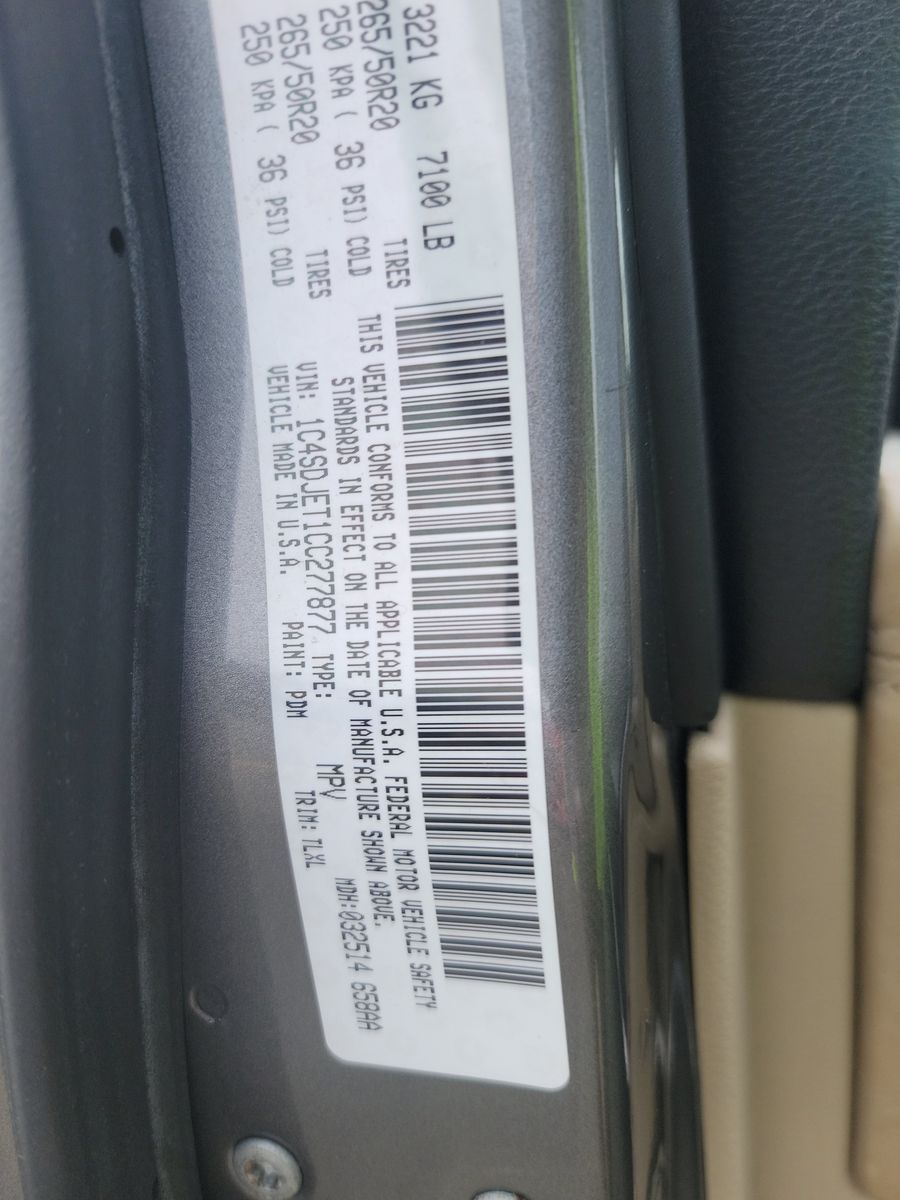 3221 KG 7100 LB
265/50R20 TIRES
250 KPA ( 36 PSI) COLD
265/50R20 TIRES
250 KPA ( 36 PSI) COLD
THIS VEHICLE CONFORMS TO ALL APPLICABLE U.S.A. FEDERAL MOTOR VEHICLE SAFETY
STANDARDS IN EFFECT ON THE DATE OF MANUFACTURE SHOWN ABOVE.
VIN: 1C4SDJET1CC277877 TYPE: MPV MDH:032514 658AA
VEHICLE MADE IN U.S.A. PAINT: PDM TRIM: TLXL